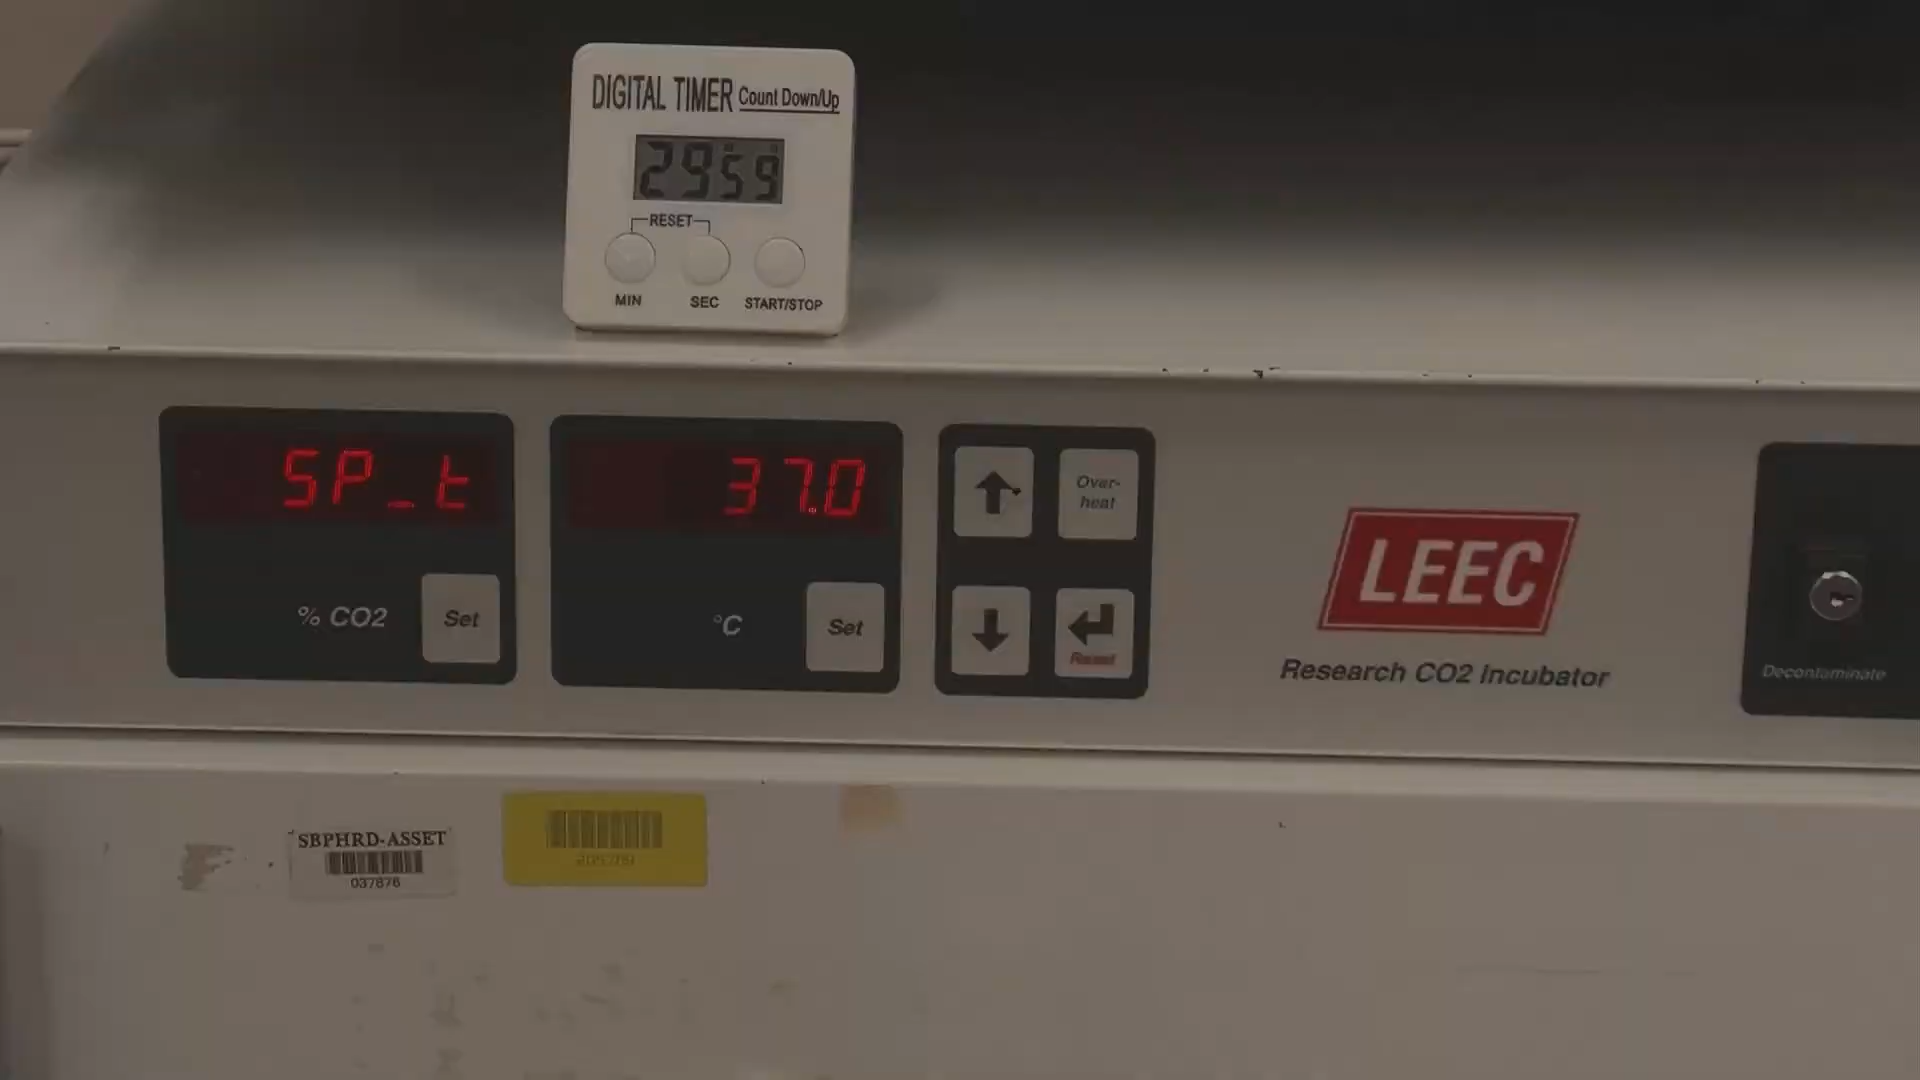 DIGITAL TIMER Count Down/Up
29 59
RESET
MIN SEC START/STOP
SP_t
37.0
% CO2
Set
°C
Set
Over-
heat
Reset
LEEC
Research CO2 Incubator
Decontaminate
SBPHRD-ASSET
037876